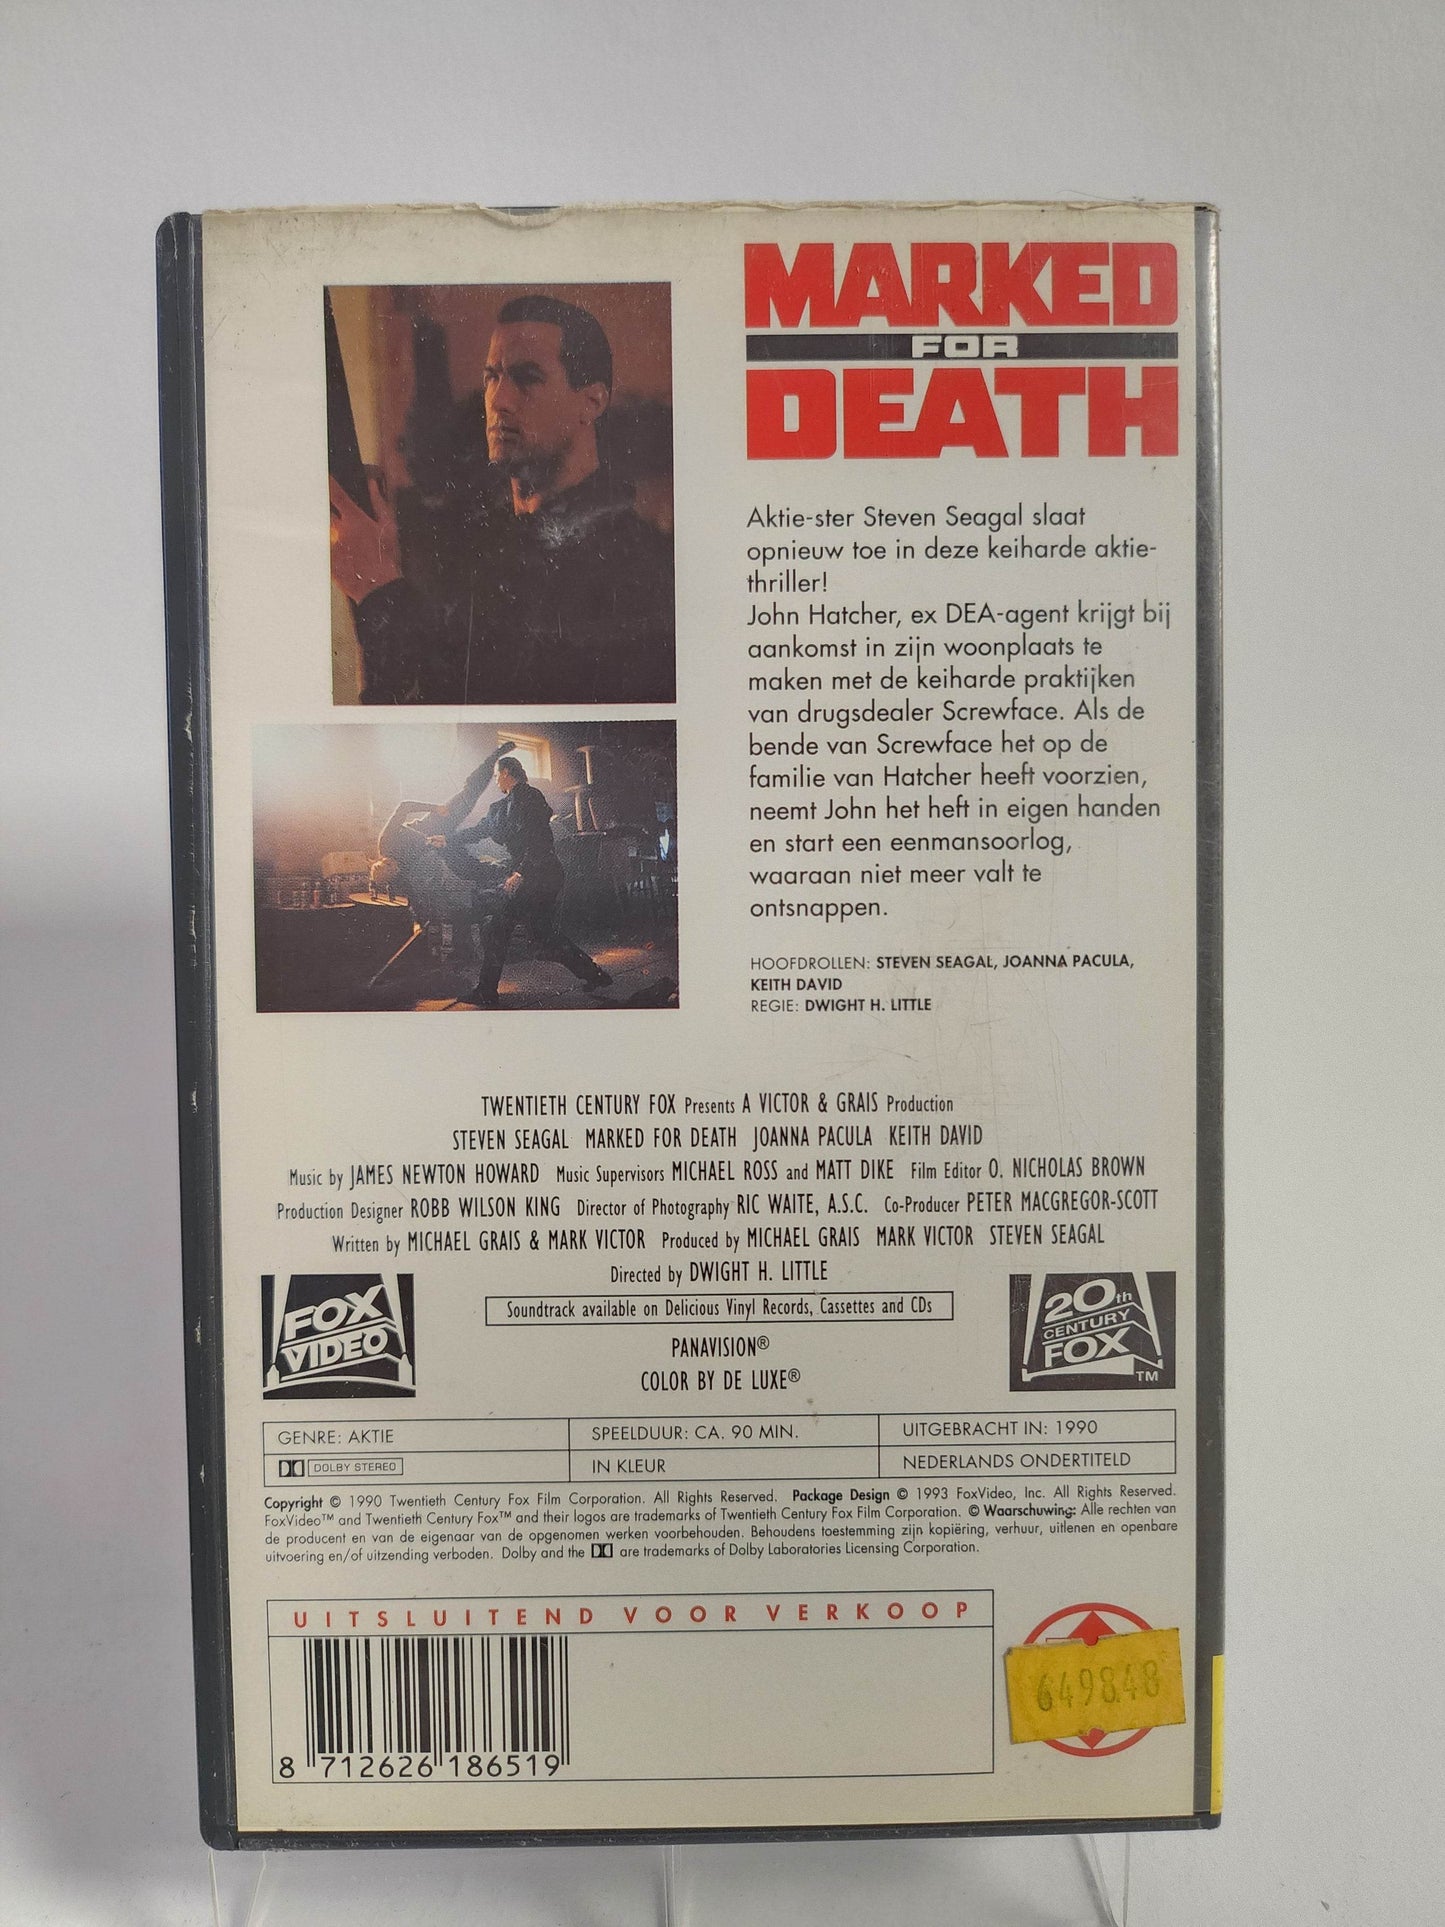 MARKED
FOR
DEATH
Aktie-ster Steven Seagal slaat
opnieuw toe in deze keiharde aktie-
thriller!
John Hatcher, ex DEA-agent krijgt bij
aankomst in zijn woonplaats te
maken met de keiharde praktijken
van drugsdealer Screwface. Als de
bende van Screwface het op de
familie van Hatcher heeft voorzien,
neemt John het heft in eigen handen
en start een eenmansoorlog,
waaraan niet meer valt te
ontsnappen.
HOOFDROLLEN: STEVEN SEAGAL, JOANNA PACULA,
KEITH DAVID
REGIE: DWIGHT H. LITTLE
TWENTIETH CENTURY FOX Presents A VICTOR & GRAIS Production
STEVEN SEAGAL MARKED FOR DEATH JOANNA PACULA KEITH DAVID
Music by JAMES NEWTON HOWARD Music Supervisors MICHAEL ROSS and MATT DIKE Film Editor O. NICHOLAS BROWN
Production Designer ROBB WILSON KING Director of Photography RIC WAITE, A.S.C. Co-Producer PETER MACGREGOR-SCOTT
Written by MICHAEL GRAIS & MARK VICTOR Produced by MICHAEL GRAIS MARK VICTOR STEVEN SEAGAL
Directed by DWIGHT H. LITTLE
Soundtrack available on Delicious Vinyl Records, Cassettes and CDs
PANAVISION®
COLOR BY DE LUXE®
FOX
VIDEO
20th
CENTURY
FOX
TM
GENRE: AKTIE SPEELDUUR: CA. 90 MIN. UITGEBRACHT IN: 1990
DOLBY STEREO IN KLEUR NEDERLANDS ONDERTITELD
Copyright © 1990 Twentieth Century Fox Film Corporation. All Rights Reserved. Package Design © 1993 FoxVideo, Inc. All Rights Reserved.
FoxVideo™ and Twentieth Century Fox™ and their logos are trademarks of Twentieth Century Fox Film Corporation. © Waarschuwing: Alle rechten van
de producent en van de eigenaar van de opgenomen werken voorbehouden. Behoudens toestemming zijn kopiëring, verhuur, uitlenen en openbare
uitvoering en/of uitzending verboden. Dolby and the are trademarks of Dolby Laboratories Licensing Corporation.
UITSLUITEND VOOR VERKOOP
8 712626 186519
649848